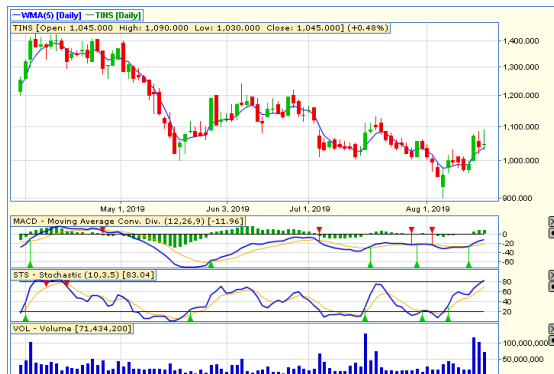 WMA(5) [Daily] TINS [Daily]
TINS [Open: 1,045.000 High: 1,090.000 Low: 1,030.000 Close: 1,045.000] (+0.48%)
1,400.000
1,300.000
1,200.000
1,100.000
1,000.000
900.000
May 1, 2019 Jun 3, 2019 Jul 1, 2019 Aug 1, 2019
MACD - Moving Average Conv. Div. (12,26,9) [-11.96]
0
-20
-40
-60
STS - Stochastic (10,3,5) [83.04]
80
60
40
20
VOL - Volume [71,434,200]
100,000,000
50,000,000